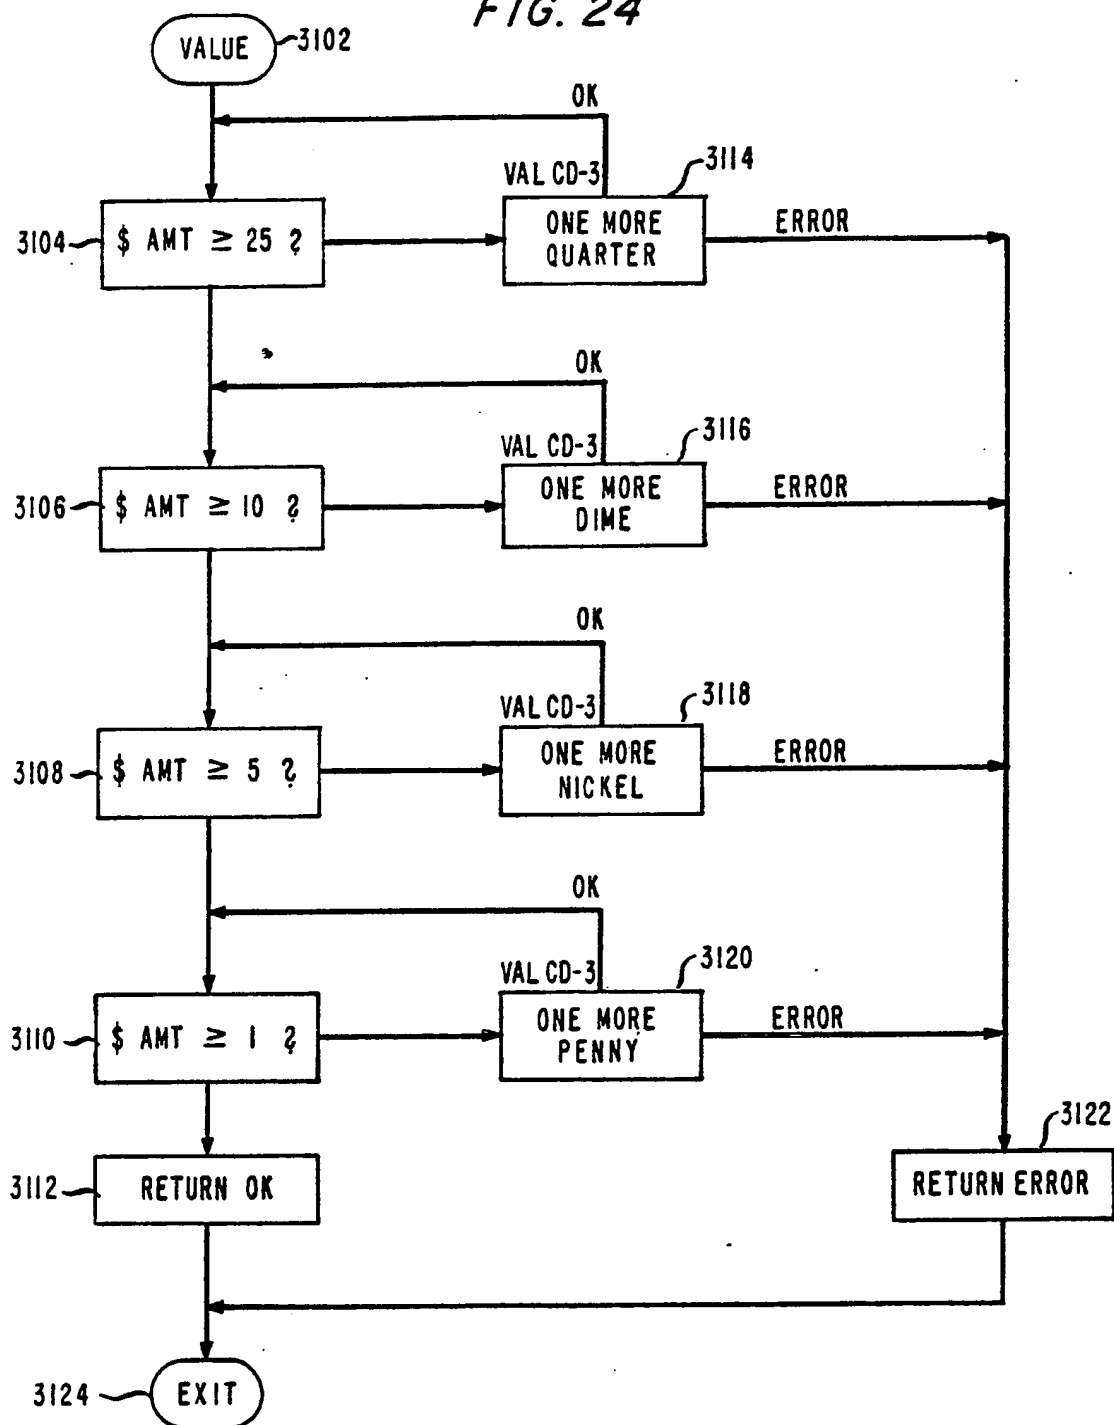 FIG. 24
VALUE 3102
OK
VAL CD-3 3114
3104 $ AMT ≥ 25 ? ONE MORE QUARTER ERROR
OK
VAL CD-3 3116
3106 $ AMT ≥ 10 ? ONE MORE DIME ERROR
OK
VAL CD-3 3118
3108 $ AMT ≥ 5 ? ONE MORE NICKEL ERROR
OK
VAL CD-3 3120
3110 $ AMT ≥ 1 ? ONE MORE PENNY ERROR
3122
3112 RETURN OK RETURN ERROR
3124 EXIT